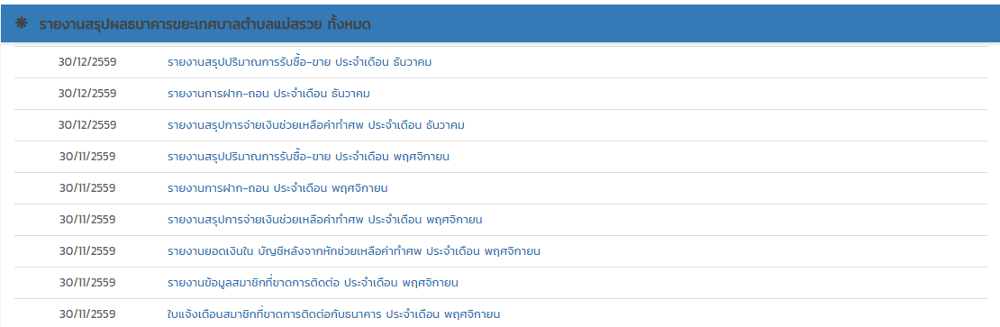 รายงานสรุปผลธนาคารขยะเทศบาลตำบลแม่สรวย ทั้งหมด
30/12/2559 รายงานสรุปปริมาณการรับซื้อ-ขาย ประจำเดือน ธันวาคม
30/12/2559 รายงานการฝาก-ถอน ประจำเดือน ธันวาคม
30/12/2559 รายงานสรุปการจ่ายเงินช่วยเหลือค่าทำศพ ประจำเดือน ธันวาคม
30/11/2559 รายงานสรุปปริมาณการรับซื้อ-ขาย ประจำเดือน พฤศจิกายน
30/11/2559 รายงานการฝาก-ถอน ประจำเดือน พฤศจิกายน
30/11/2559 รายงานสรุปการจ่ายเงินช่วยเหลือค่าทำศพ ประจำเดือน พฤศจิกายน
30/11/2559 รายงานยอดเงินใน บัญชีหลังจากหักช่วยเหลือค่าทำศพ ประจำเดือน พฤศจิกายน
30/11/2559 รายงานข้อมูลสมาชิกที่ขาดการติดต่อ ประจำเดือน พฤศจิกายน
30/11/2559 ใบแจ้งเตือนสมาชิกที่ขาดการติดต่อกับธนาคาร ประจำเดือน พฤศจิกายน